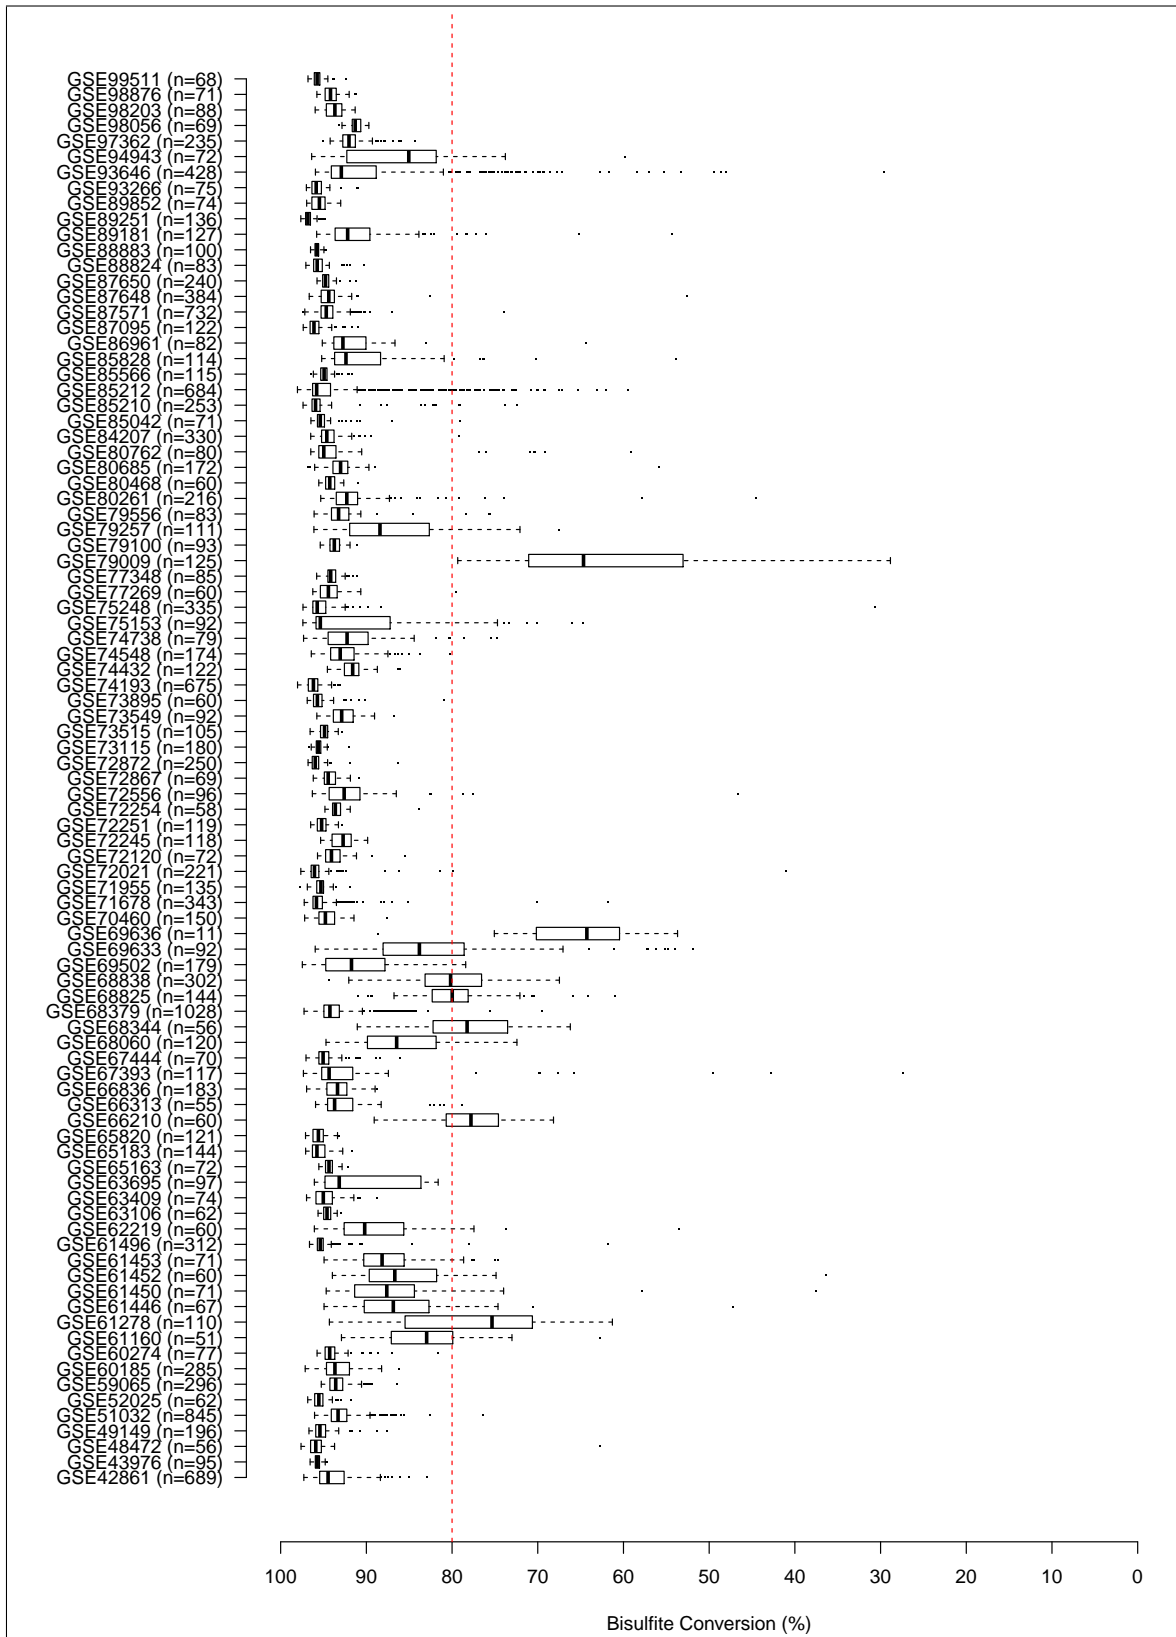 GSE99511 (n=68)
GSE98876 (n=71)
GSE98203 (n=88)
GSE98056 (n=69)
GSE97362 (n=235)
GSE94943 (n=72)
GSE93646 (n=428)
GSE93266 (n=75)
GSE89852 (n=74)
GSE89251 (n=136)
GSE89181 (n=127)
GSE88883 (n=100)
GSE88824 (n=83)
GSE87650 (n=240)
GSE87648 (n=384)
GSE87571 (n=732)
GSE87095 (n=122)
GSE86961 (n=82)
GSE85828 (n=114)
GSE85566 (n=115)
GSE85212 (n=684)
GSE85210 (n=253)
GSE85042 (n=71)
GSE84207 (n=330)
GSE80762 (n=80)
GSE80685 (n=172)
GSE80468 (n=60)
GSE80261 (n=216)
GSE79556 (n=83)
GSE79257 (n=111)
GSE79100 (n=93)
GSE79009 (n=125)
GSE77348 (n=85)
GSE77269 (n=60)
GSE75248 (n=335)
GSE75153 (n=92)
GSE74738 (n=79)
GSE74548 (n=174)
GSE74432 (n=122)
GSE74193 (n=675)
GSE73895 (n=60)
GSE73549 (n=92)
GSE73515 (n=105)
GSE73115 (n=180)
GSE72872 (n=250)
GSE72867 (n=69)
GSE72556 (n=96)
GSE72254 (n=58)
GSE72251 (n=119)
GSE72245 (n=118)
GSE72120 (n=72)
GSE72021 (n=221)
GSE71955 (n=135)
GSE71678 (n=343)
GSE70460 (n=150)
GSE69636 (n=11)
GSE69633 (n=92)
GSE69502 (n=179)
GSE68838 (n=302)
GSE68825 (n=144)
GSE68379 (n=1028)
GSE68344 (n=56)
GSE68060 (n=120)
GSE67444 (n=70)
GSE67393 (n=117)
GSE66836 (n=183)
GSE66313 (n=55)
GSE66210 (n=60)
GSE65820 (n=121)
GSE65183 (n=144)
GSE65163 (n=72)
GSE63695 (n=97)
GSE63409 (n=74)
GSE63106 (n=62)
GSE62219 (n=60)
GSE61496 (n=312)
GSE61453 (n=71)
GSE61452 (n=60)
GSE61450 (n=71)
GSE61446 (n=67)
GSE61278 (n=110)
GSE61160 (n=51)
GSE60274 (n=77)
GSE60185 (n=285)
GSE59065 (n=296)
GSE52025 (n=62)
GSE51032 (n=845)
GSE49149 (n=196)
GSE48472 (n=56)
GSE43976 (n=95)
GSE42861 (n=689)
100 90 80 70 60 50 40 30 20 10 0
Bisulfite Conversion (%)